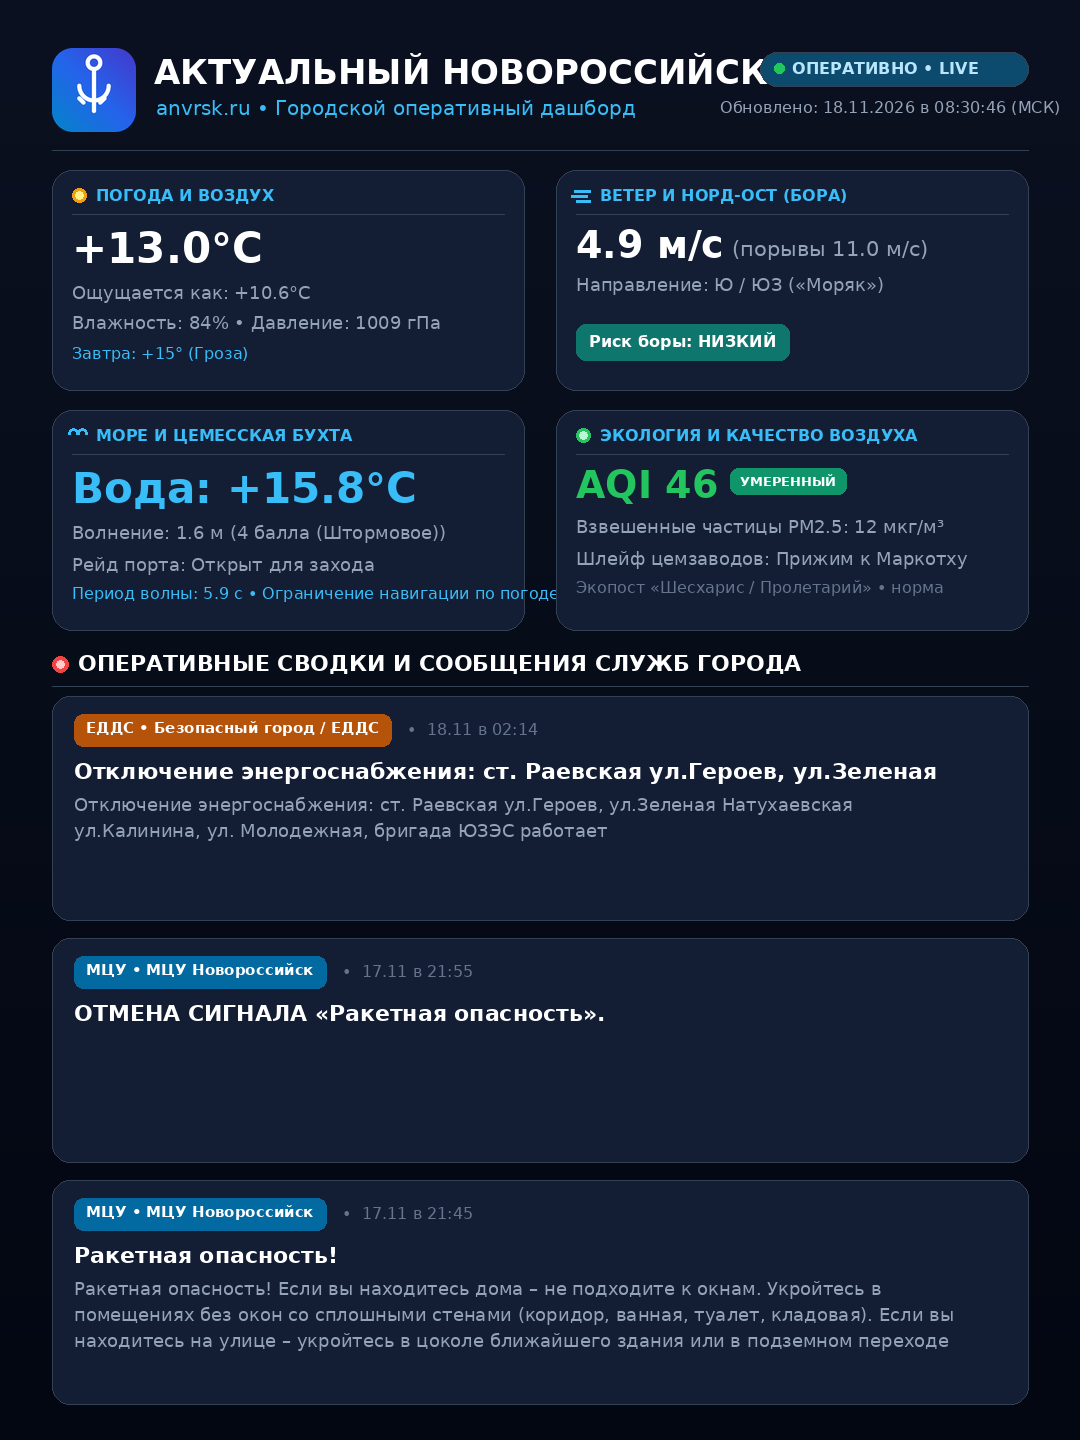 АКТУАЛЬНЫЙ НОВОРОССИЙСК
ОПЕРАТИВНО • LIVE
anvrsk.ru • Городской оперативный дашборд
Обновлено: 18.11.2026 в 08:30:46 (МСК)
ПОГОДА И ВОЗДУХ
+13.0°C
Ощущается как: +10.6°C
Влажность: 84% • Давление: 1009 гПа
Завтра: +15° (Гроза)
ВЕТЕР И НОРД-ОСТ (БОРА)
4.9 м/с (порывы 11.0 м/с)
Направление: Ю / ЮЗ («Моряк»)
Риск боры: НИЗКИЙ
МОРЕ И ЦЕМЕССКАЯ БУХТА
Вода: +15.8°C
Волнение: 1.6 м (4 балла (Штормовое))
Рейд порта: Открыт для захода
Период волны: 5.9 с • Ограничение навигации по погоде
ЭКОЛОГИЯ И КАЧЕСТВО ВОЗДУХА
AQI 46 УМЕРЕННЫЙ
Взвешенные частицы PM2.5: 12 мкг/м³
Шлейф цемзаводов: Прижим к Маркотху
Экопост «Шесхарис / Пролетарий» • норма
ОПЕРАТИВНЫЕ СВОДКИ И СООБЩЕНИЯ СЛУЖБ ГОРОДА
ЕДДС • Безопасный город / ЕДДС • 18.11 в 02:14
Отключение энергоснабжения: ст. Раевская ул.Героев, ул.Зеленая
Отключение энергоснабжения: ст. Раевская ул.Героев, ул.Зеленая Натухаевская
ул.Калинина, ул. Молодежная, бригада ЮЗЭС работает
МЦУ • МЦУ Новороссийск • 17.11 в 21:55
ОТМЕНА СИГНАЛА «Ракетная опасность».
МЦУ • МЦУ Новороссийск • 17.11 в 21:45
Ракетная опасность!
Ракетная опасность! Если вы находитесь дома – не подходите к окнам. Укройтесь в
помещениях без окон со сплошными стенами (коридор, ванная, туалет, кладовая). Если вы
находитесь на улице – укройтесь в цоколе ближайшего здания или в подземном переходе